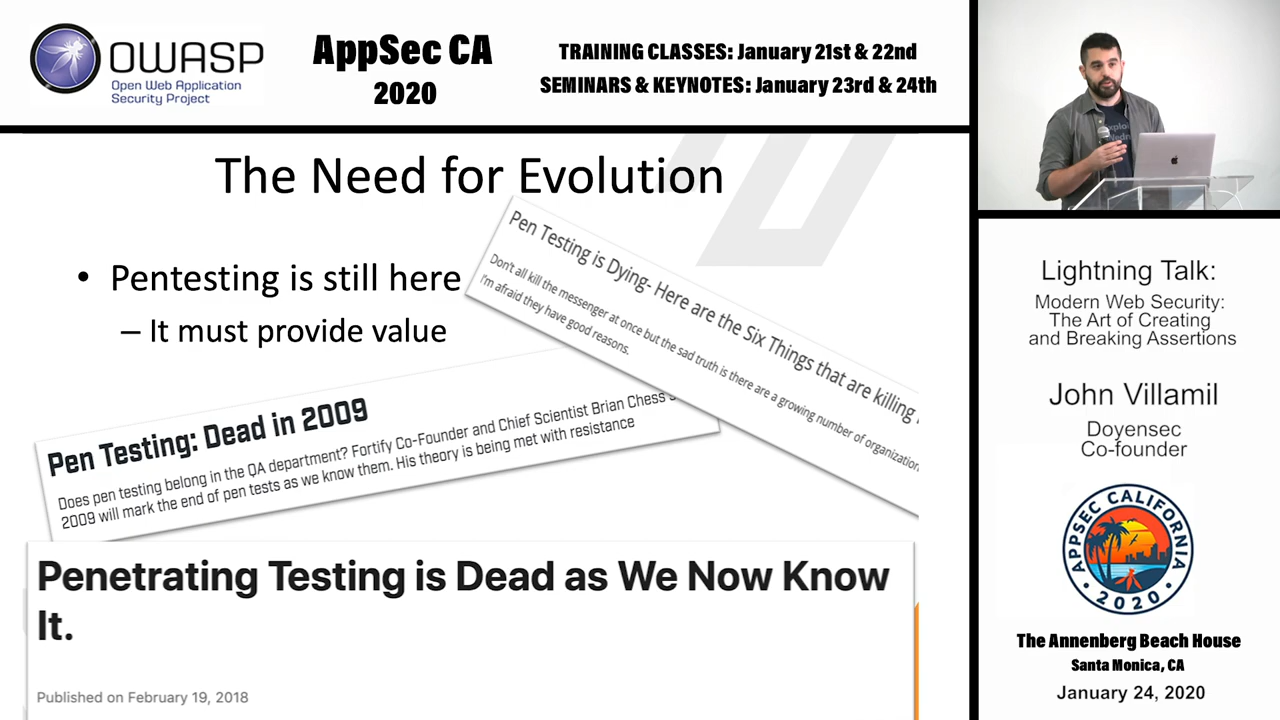 OWASP
Open Web Application
Security Project
AppSec CA
2020
TRAINING CLASSES: January 21st & 22nd
SEMINARS & KEYNOTES: January 23rd & 24th
The Need for Evolution
• Pentesting is still here
– It must provide value
Pen Testing is Dying- Here are the Six Things that are killing
Don't all kill the messenger at once but the sad truth is there are a growing number of organization
I'm afraid they have good reasons.
Pen Testing: Dead in 2009
Does pen testing belong in the QA department? Fortify Co-Founder and Chief Scientist Brian Chess
2009 will mark the end of pen tests as we know them. His theory is being met with resistance
Penetrating Testing is Dead as We Now Know
It.
Published on February 19, 2018
Lightning Talk:
Modern Web Security:
The Art of Creating
and Breaking Assertions
John Villamil
Doyensec
Co-founder
APPSEC CALIFORNIA
• 2020 •
The Annenberg Beach House
Santa Monica, CA
January 24, 2020